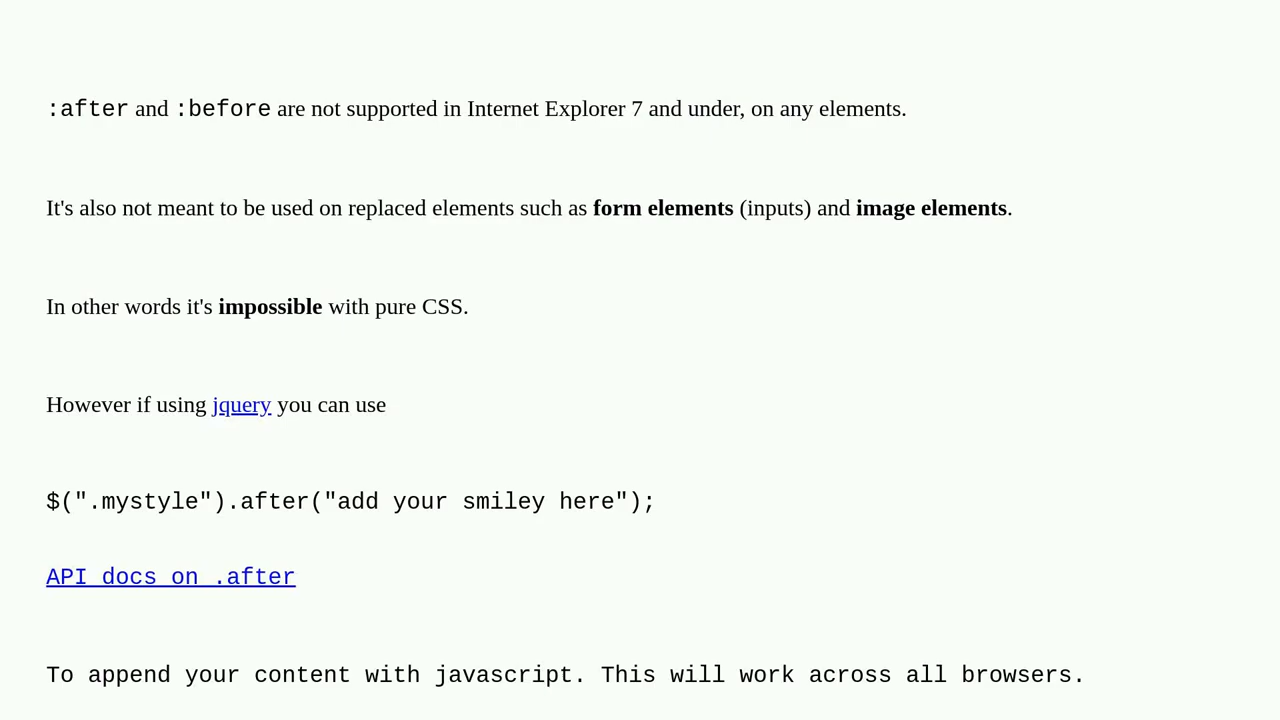 :after and :before are not supported in Internet Explorer 7 and under, on any elements.
It's also not meant to be used on replaced elements such as form elements (inputs) and image elements.
In other words it's impossible with pure CSS.
However if using jquery you can use
$(".mystyle").after("add your smiley here");
API docs on .after
To append your content with javascript. This will work across all browsers.